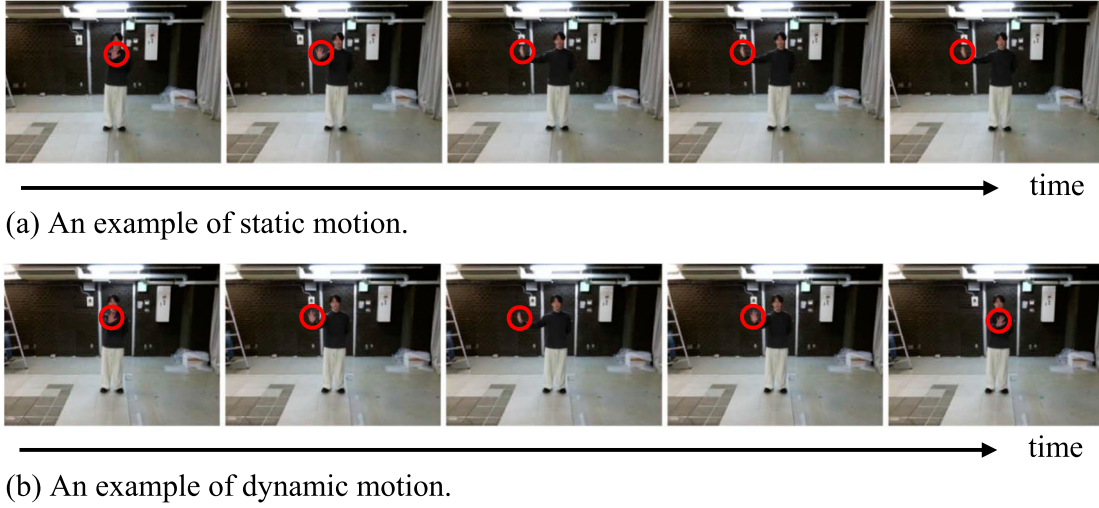 time
(a) An example of static motion.
time
(b) An example of dynamic motion.